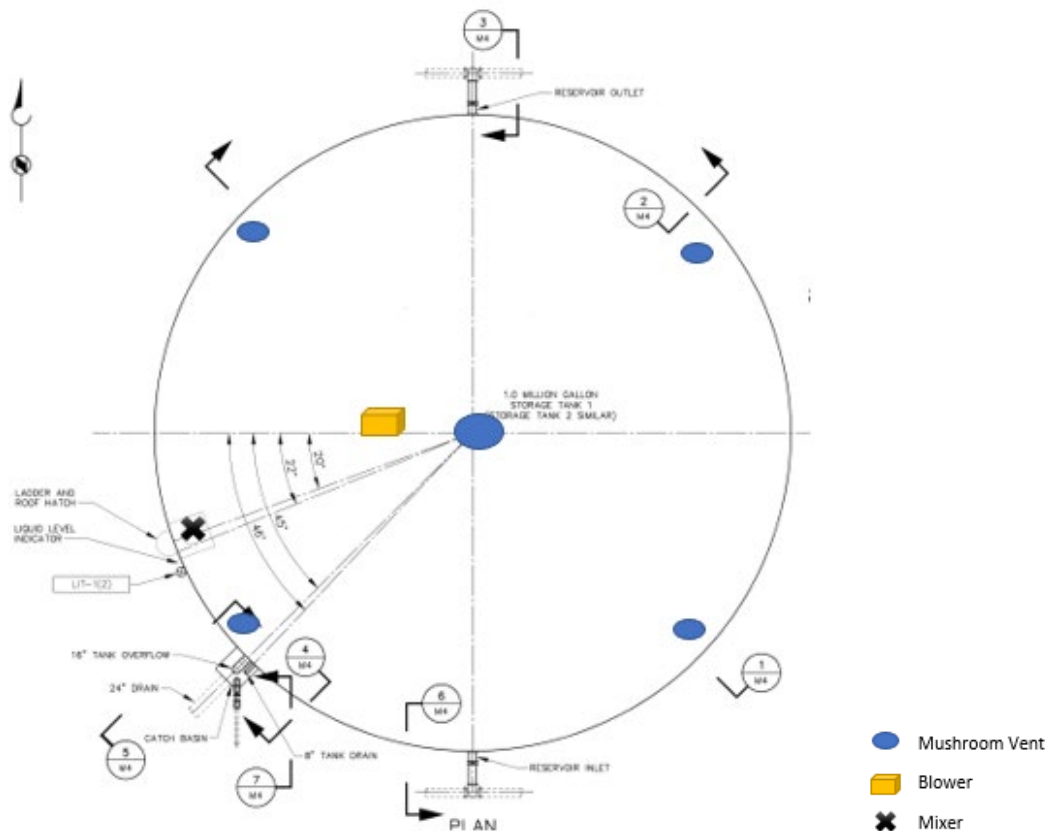 3
M4
RESERVOIR OUTLET
2
M4
1.0 MILLION GALLON
STORAGE TANK 1
(STORAGE TANK 2 SIMILAR)
20°
22°
45°
46°
LADDER AND
ROOF HATCH
LIQUID LEVEL
INDICATOR
LIT-1(2)
16" TANK OVERFLOW
24" DRAIN
CATCH BASIN
8" TANK DRAIN
4
M4
5
M4
6
M4
7
M4
1
M4
RESERVOIR INLET
PLAN
Mushroom Vent
Blower
Mixer